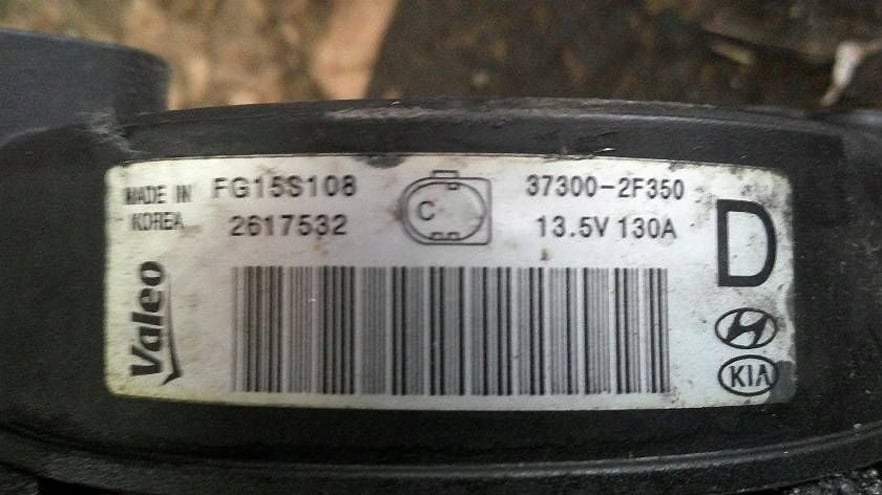 MADE IN
KOREA
FG15S108
2617532
C
37300-2F350
13.5V 130A
D
Valeo
KIA